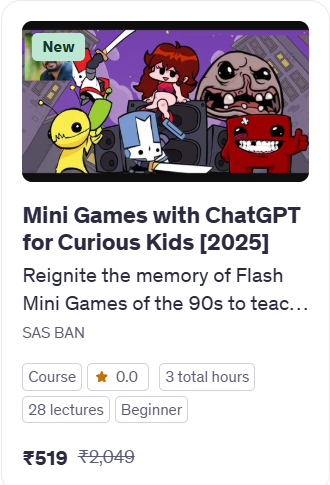 New
Mini Games with ChatGPT
for Curious Kids [2025]
Reignite the memory of Flash
Mini Games of the 90s to teac...
SAS BAN
Course ★ 0.0 3 total hours
28 lectures Beginner
₹519 ₹2,049